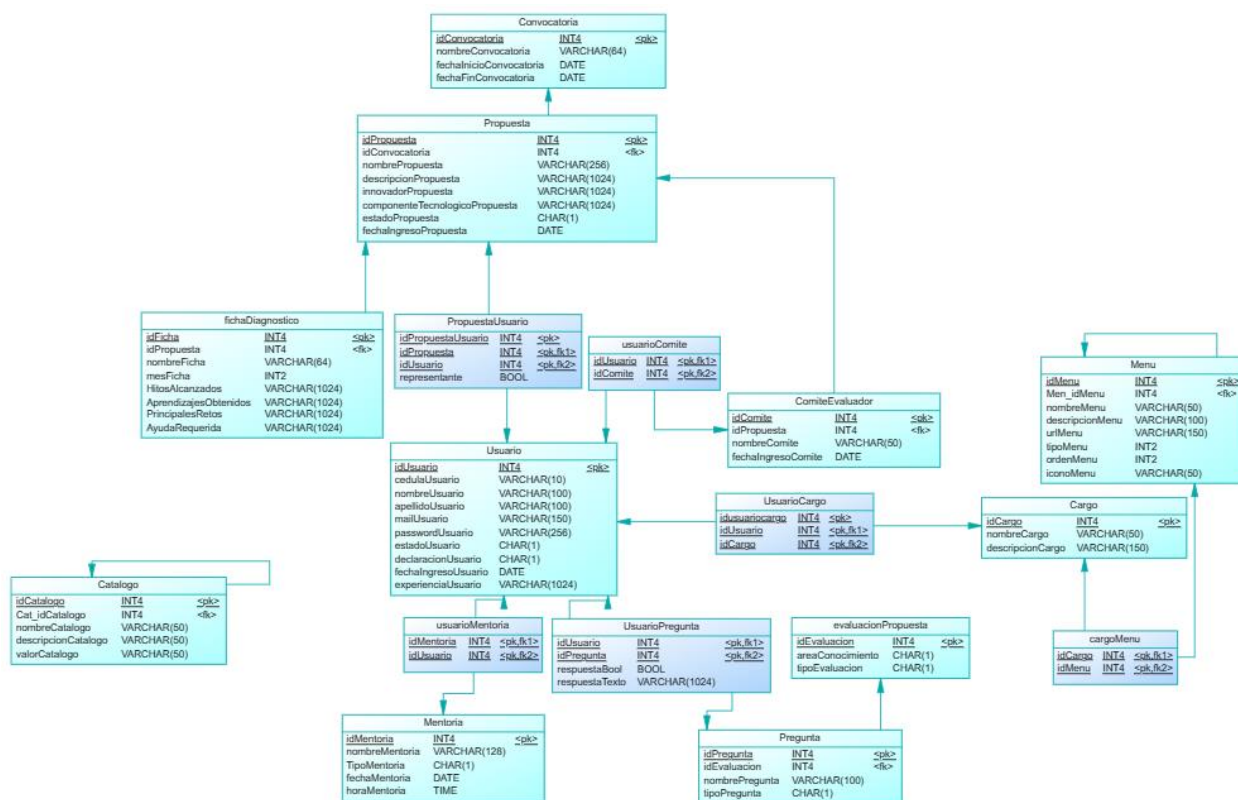 Convocatoria
idConvocatoria INT4 <pk>
nombreConvocatoria VARCHAR(64)
fechaInicioConvocatoria DATE
fechaFinConvocatoria DATE
Propuesta
idPropuesta INT4 <pk>
idConvocatoria INT4 <fk>
nombrePropuesta VARCHAR(256)
descripcionPropuesta VARCHAR(1024)
innovadorPropuesta VARCHAR(1024)
componenteTecnologicoPropuesta VARCHAR(1024)
estadoPropuesta CHAR(1)
fechaIngresoPropuesta DATE
fichaDiagnostico
idFicha INT4 <pk>
idPropuesta INT4 <fk>
nombreFicha VARCHAR(64)
mesFicha INT2
HitosAlcanzados VARCHAR(1024)
AprendizajesObtenidos VARCHAR(1024)
PrincipalesRetos VARCHAR(1024)
AyudaRequerida VARCHAR(1024)
PropuestaUsuario
idPropuestaUsuario INT4 <pk>
idPropuesta INT4 <pk,fk1>
idUsuario INT4 <pk,fk2>
representante BOOL
usuarioComite
idUsuario INT4 <pk,fk1>
idComite INT4 <pk,fk2>
ComiteEvaluador
idComite INT4 <pk>
idPropuesta INT4 <fk>
nombreComite VARCHAR(50)
fechaIngresoComite DATE
Menu
idMenu INT4 <pk>
Men_idMenu INT4 <fk>
nombreMenu VARCHAR(50)
descripcionMenu VARCHAR(100)
urlMenu VARCHAR(150)
tipoMenu INT2
ordenMenu INT2
iconoMenu VARCHAR(50)
Usuario
idUsuario INT4 <pk>
cedulaUsuario VARCHAR(10)
nombreUsuario VARCHAR(100)
apellidoUsuario VARCHAR(100)
mailUsuario VARCHAR(150)
passwordUsuario VARCHAR(256)
estadoUsuario CHAR(1)
declaracionUsuario CHAR(1)
fechaIngresoUsuario DATE
experienciaUsuario VARCHAR(1024)
UsuarioCargo
idusuariocargo INT4 <pk>
idUsuario INT4 <pk,fk1>
idCargo INT4 <pk,fk2>
Cargo
idCargo INT4 <pk>
nombreCargo VARCHAR(50)
descripcionCargo VARCHAR(150)
Catalogo
idCatalogo INT4 <pk>
Cat_idCatalogo INT4 <fk>
nombreCatalogo VARCHAR(50)
descripcionCatalogo VARCHAR(50)
valorCatalogo VARCHAR(50)
usuarioMentoria
idMentoria INT4 <pk,fk1>
idUsuario INT4 <pk,fk2>
UsuarioPregunta
idUsuario INT4 <pk,fk1>
idPregunta INT4 <pk,fk2>
respuestaBool BOOL
respuestaTexto VARCHAR(1024)
evaluacionPropuesta
idEvaluacion INT4 <pk>
areaConocimiento CHAR(1)
tipoEvaluacion CHAR(1)
cargoMenu
idCargo INT4 <pk,fk1>
idMenu INT4 <pk,fk2>
Mentoria
idMentoria INT4 <pk>
nombreMentoria VARCHAR(128)
TipoMentoria CHAR(1)
fechaMentoria DATE
horaMentoria TIME
Pregunta
idPregunta INT4 <pk>
idEvaluacion INT4 <fk>
nombrePregunta VARCHAR(100)
tipoPregunta CHAR(1)